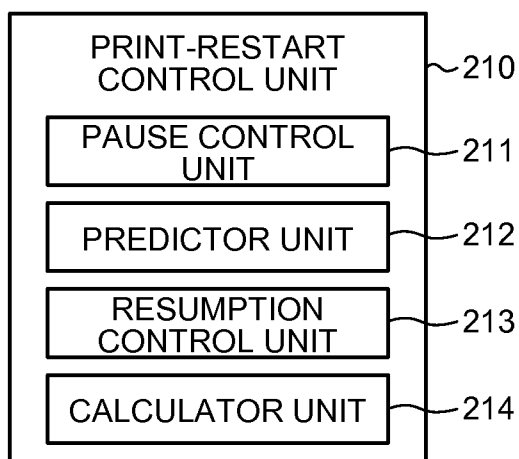 PRINT-RESTART
CONTROL UNIT
210
PAUSE CONTROL
UNIT
211
PREDICTOR UNIT
212
RESUMPTION
CONTROL UNIT
213
CALCULATOR UNIT
214